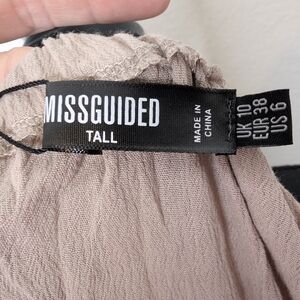 MISSGUIDED
TALL
MADE IN
CHINA
UK 10
EUR 38
US 6